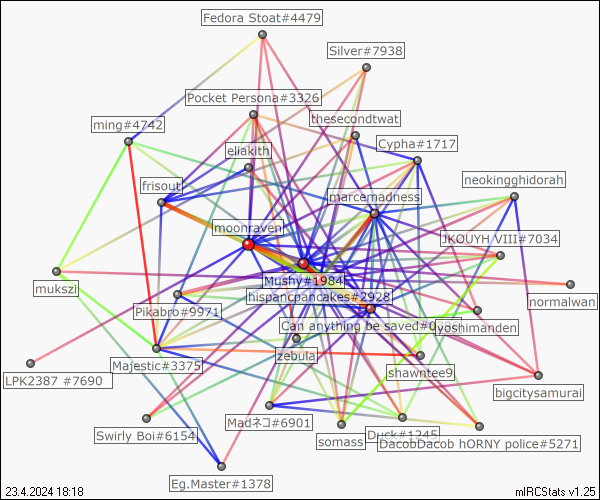 Fedora Stoat#4479
Silver#7938
Pocket Persona#3326
thesecondtwat
ming#4742
Cypha#1717
eliakith
neokingghidorah
frisout
marcemadness
moonraven
JKOUYH VIII#7034
Mushy#1984
mukszi
hispancpancakes#2928
normalwan
Pikabro#9971
Can anything be saved#0
lyoshimanden
zebula
Majestic#3375
shawntee9
LPK2387 #7690
bigcitysamurai
Madネコ#6901
Swirly Boi#6154
somass
Duck#1245
DacobDacob hORNY police#5271
Eg.Master#1378
23.4.2024 18:18
mIRCStats v1.25